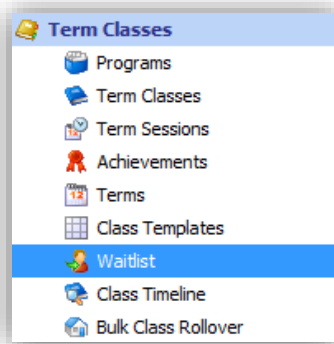 Term Classes
Programs
Term Classes
Term Sessions
Achievements
Terms
Class Templates
Waitlist
Class Timeline
Bulk Class Rollover